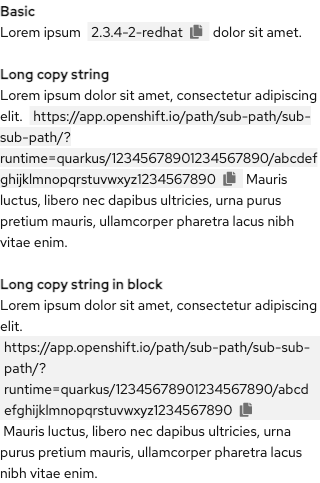 Basic
Lorem ipsum 2.3.4-2-redhat dolor sit amet.
Long copy string
Lorem ipsum dolor sit amet, consectetur adipiscing
elit. https://app.openshift.io/path/sub-path/sub-
sub-path/?
runtime=quarkus/12345678901234567890/abcdef
ghijklmnopqrstuvwxyz1234567890 Mauris
luctus, libero nec dapibus ultricies, urna purus
pretium mauris, ullamcorper pharetra lacus nibh
vitae enim.
Long copy string in block
Lorem ipsum dolor sit amet, consectetur adipiscing
elit.
https://app.openshift.io/path/sub-path/sub-sub-
path/?
runtime=quarkus/12345678901234567890/abcd
efghijklmnopqrstuvwxyz1234567890
Mauris luctus, libero nec dapibus ultricies, urna
purus pretium mauris, ullamcorper pharetra lacus
nibh vitae enim.